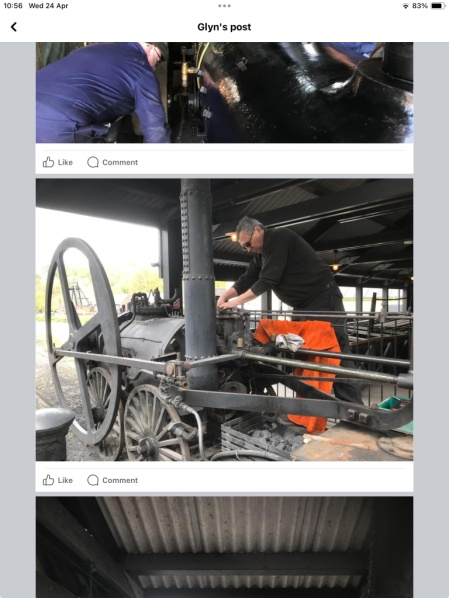 10:56 Wed 24 Apr 83%
Glyn's post
Like Comment
Like Comment